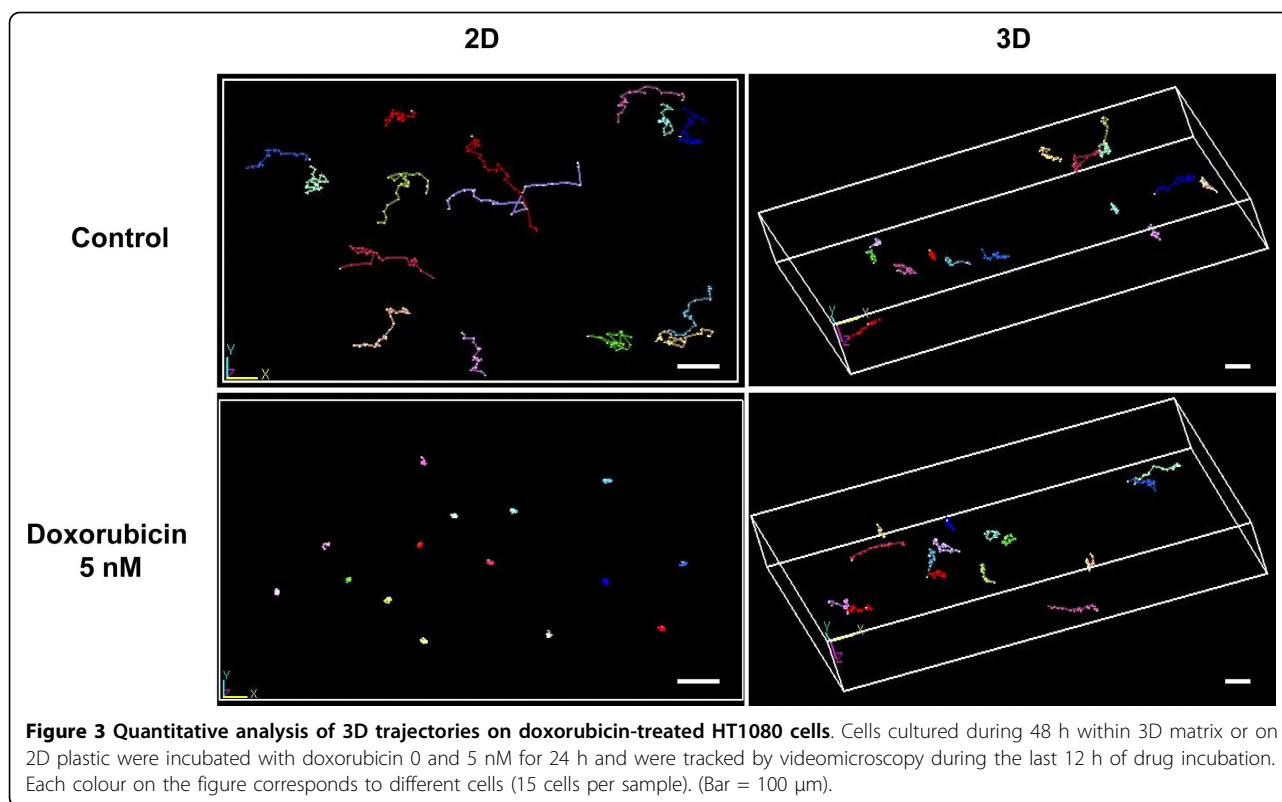 2D
3D
Control
Y
Z
X
Y
X
Z
Doxorubicin
5 nM
Y
Z
X
Y
X
Z
Figure 3 Quantitative analysis of 3D trajectories on doxorubicin-treated HT1080 cells. Cells cultured during 48 h within 3D matrix or on
2D plastic were incubated with doxorubicin 0 and 5 nM for 24 h and were tracked by videomicroscopy during the last 12 h of drug incubation.
Each colour on the figure corresponds to different cells (15 cells per sample). (Bar = 100 μm).